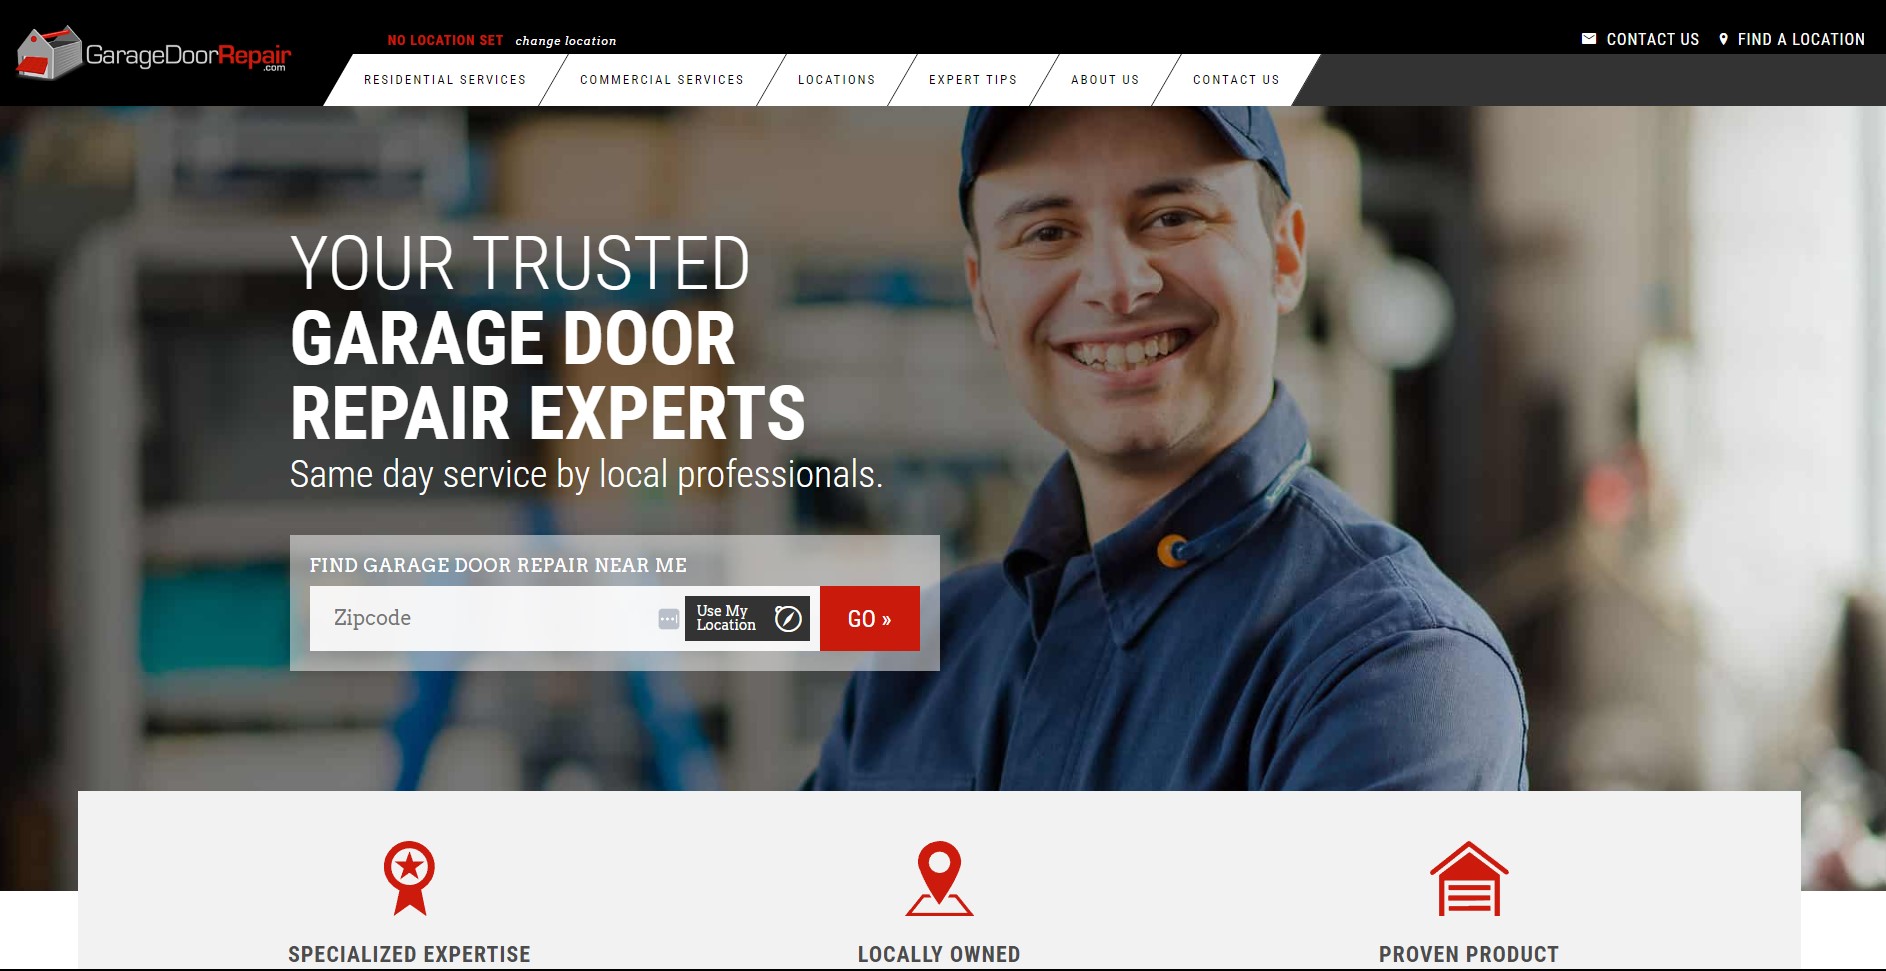 GarageDoorRepair
.com
NO LOCATION SET change location
CONTACT US FIND A LOCATION
RESIDENTIAL SERVICES COMMERCIAL SERVICES LOCATIONS EXPERT TIPS ABOUT US CONTACT US
YOUR TRUSTED
GARAGE DOOR
REPAIR EXPERTS
Same day service by local professionals.
FIND GARAGE DOOR REPAIR NEAR ME
Zipcode
Use My
Location
GO »
SPECIALIZED EXPERTISE
LOCALLY OWNED
PROVEN PRODUCT